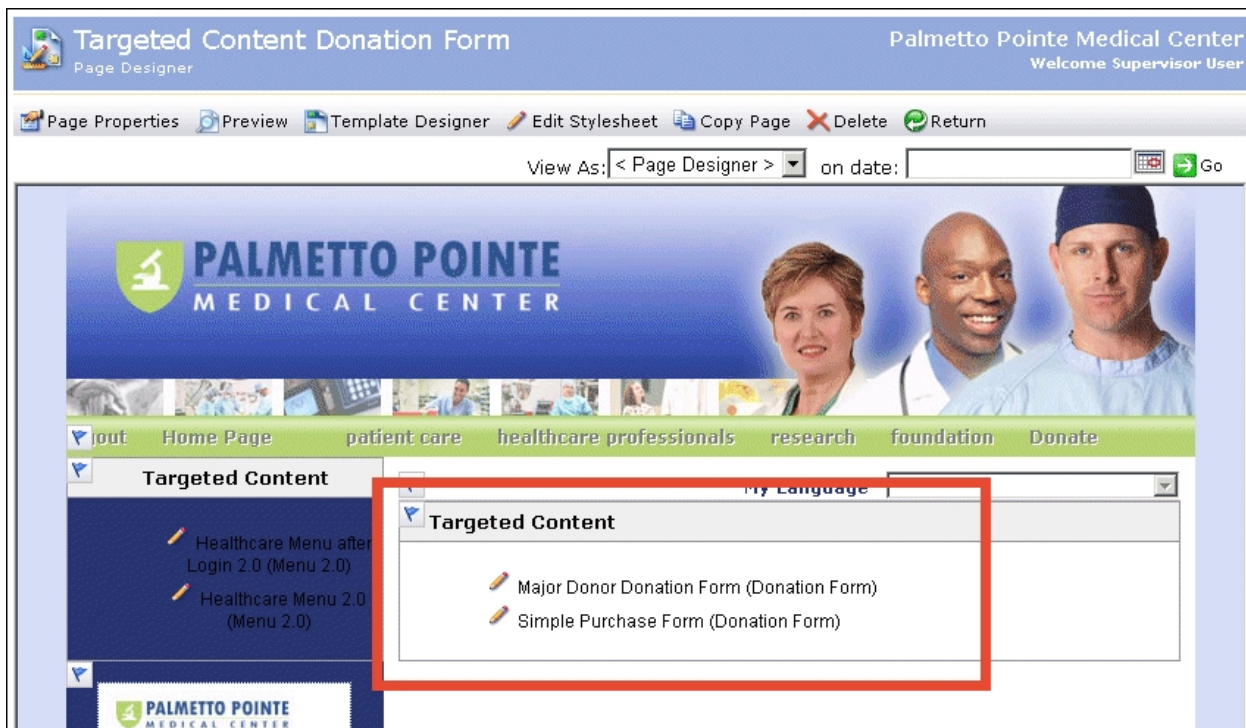 Targeted Content Donation Form
Palmetto Pointe Medical Center
Page Designer
Welcome Supervisor User
Page Properties Preview Template Designer Edit Stylesheet Copy Page Delete Return
View As: < Page Designer > on date: Go
PALMETTO POINTE
MEDICAL CENTER
Home Page patient care healthcare professionals research foundation Donate
Targeted Content
My Language
Targeted Content
Healthcare Menu after
Login 2.0 (Menu 2.0)
Healthcare Menu 2.0
(Menu 2.0)
Major Donor Donation Form (Donation Form)
Simple Purchase Form (Donation Form)
PALMETTO POINTE
MEDICAL CENTER